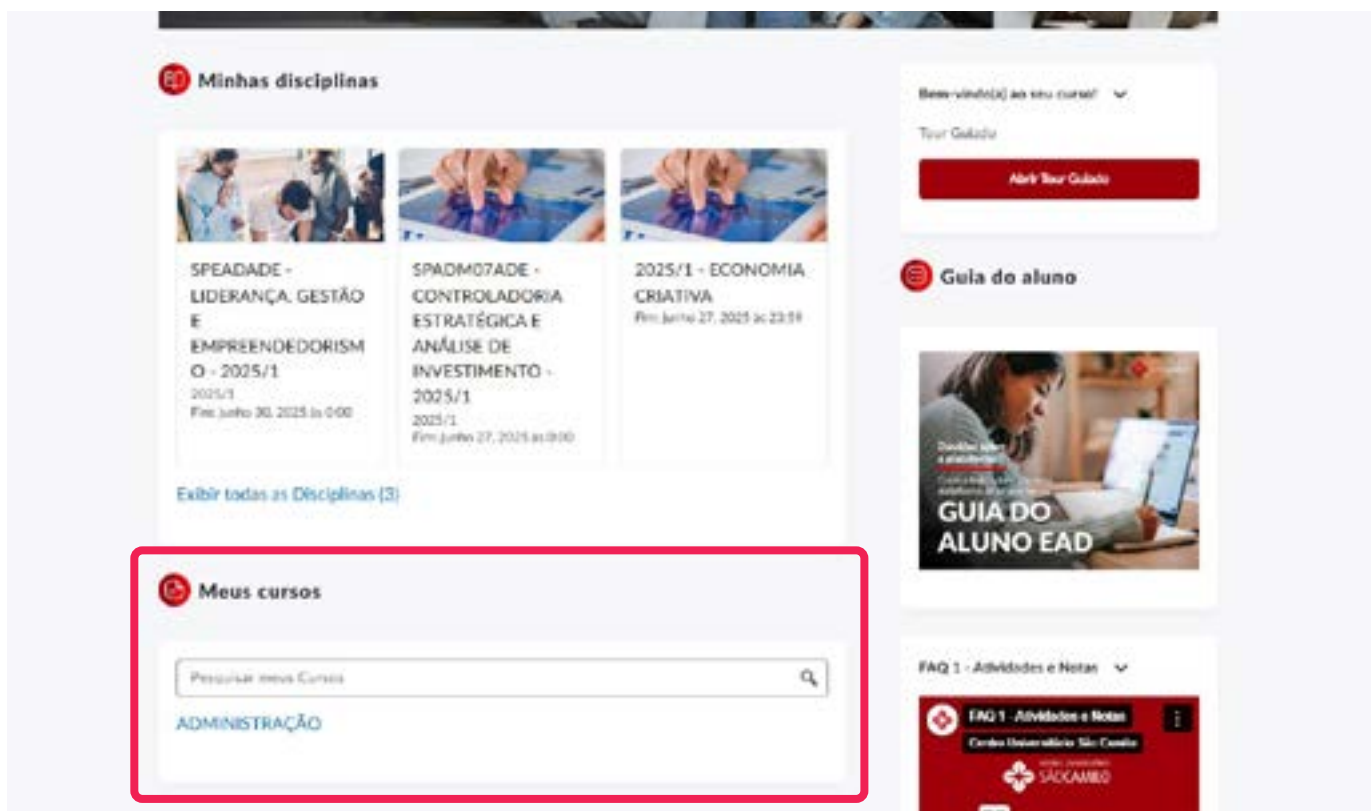 Minhas disciplinas
SPEADADE -
LIDERANÇA, GESTÃO
E
EMPREENDEDORISM
O - 2025/1
2025/1
Fim: Junho 30, 2025 às 0:00
SPADM07ADE -
CONTROLADORIA
ESTRATÉGICA E
ANÁLISE DE
INVESTIMENTO -
2025/1
2025/1
Fim: Junho 27, 2025 às 0:00
2025/1 - ECONOMIA
CRIATIVA
Fim: Junho 27, 2025 às 23:59
Exibir todas as Disciplinas (3)
Meus cursos
Pesquisar meus Cursos
ADMINISTRAÇÃO
Bem-vindo(a) ao seu curso!
Tour Guiado
Abrir Tour Guiado
Guia do aluno
GUIA DO
ALUNO EAD
FAQ 1 - Atividades e Notas
FAQ 1 - Atividades e Notas
Centro Universitário São Camilo
SÃO CAMILO